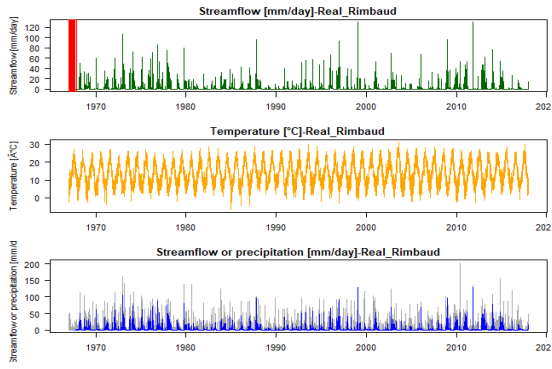 Streamflow [mm/day]-Real_Rimbaud
Streamflow [mm/day]
120
80
60
40
20
0
1970 1980 1990 2000 2010 202
Temperature [°C]-Real_Rimbaud
Temperature [Â°C]
30
20
10
0
1970 1980 1990 2000 2010 202
Streamflow or precipitation [mm/day]-Real_Rimbaud
Streamflow or precipitation [mm/d
200
150
100
50
0
1970 1980 1990 2000 2010 202